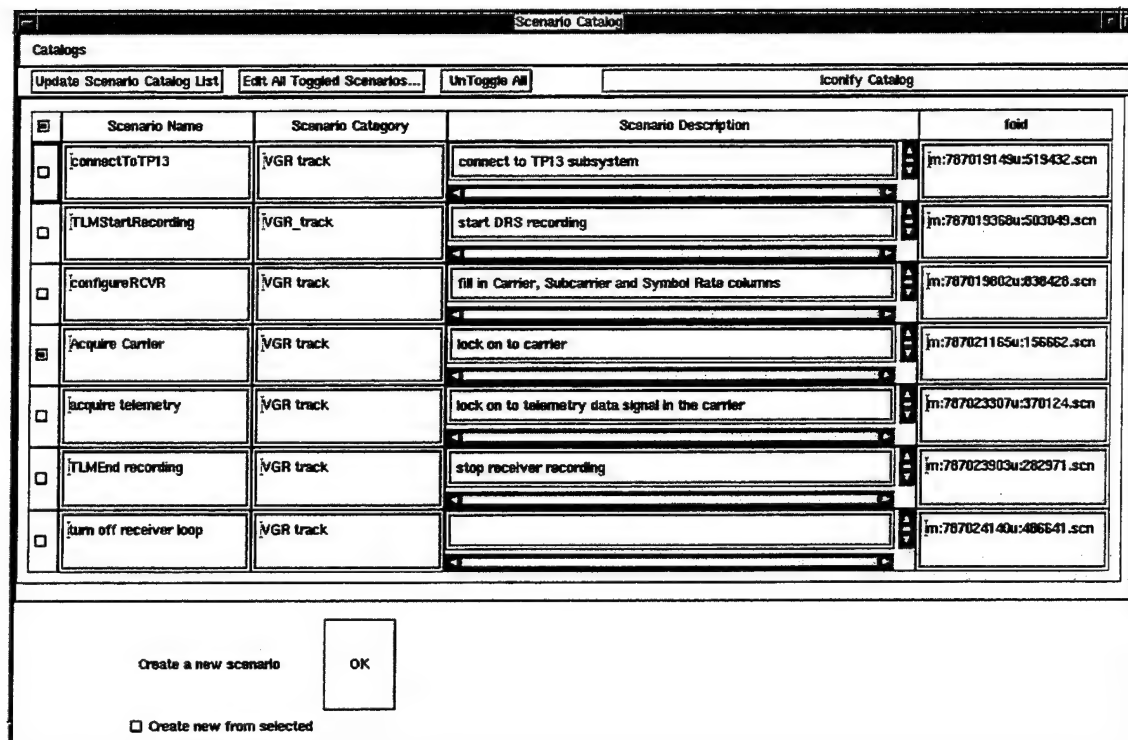 Scenario Catalog
Catalogs
Update Scenario Catalog List Edit All Toggled Scenarios... UnToggle All Iconify Catalog
Scenario Name Scenario Category Scenario Description foid
connectToTP13 VGR track connect to TP13 subsystem m:787019149u:519432.scn
TLMStartRecording VGR_track start DRS recording m:787019368u:503049.scn
configureRCVR VGR track fill in Carrier, Subcarrier and Symbol Rate columns m:787019802u:838428.scn
Acquire Carrier VGR track lock on to carrier m:787021165u:156662.scn
acquire telemetry VGR track lock on to telemetry data signal in the carrier m:787023307u:370124.scn
TLMEnd recording VGR track stop receiver recording m:787023903u:282971.scn
turn off receiver loop VGR track m:787024140u:486641.scn
Create a new scenario OK
Create new from selected